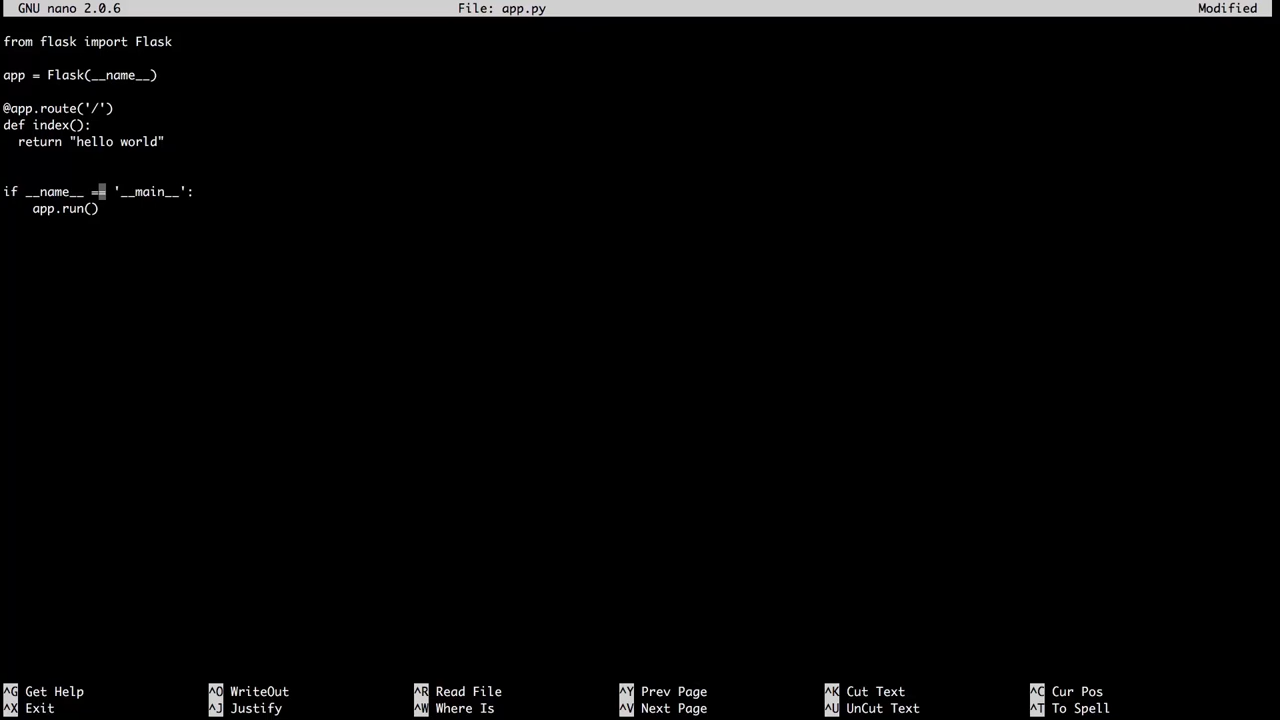 GNU nano 2.0.6 File: app.py Modified
from flask import Flask
app = Flask(__name__)
@app.route('/')
def index():
  return "hello world"
if __name__ == '__main__':
    app.run()
^G Get Help ^O WriteOut ^R Read File ^Y Prev Page ^K Cut Text ^C Cur Pos
^X Exit ^J Justify ^W Where Is ^V Next Page ^U UnCut Text ^T To Spell